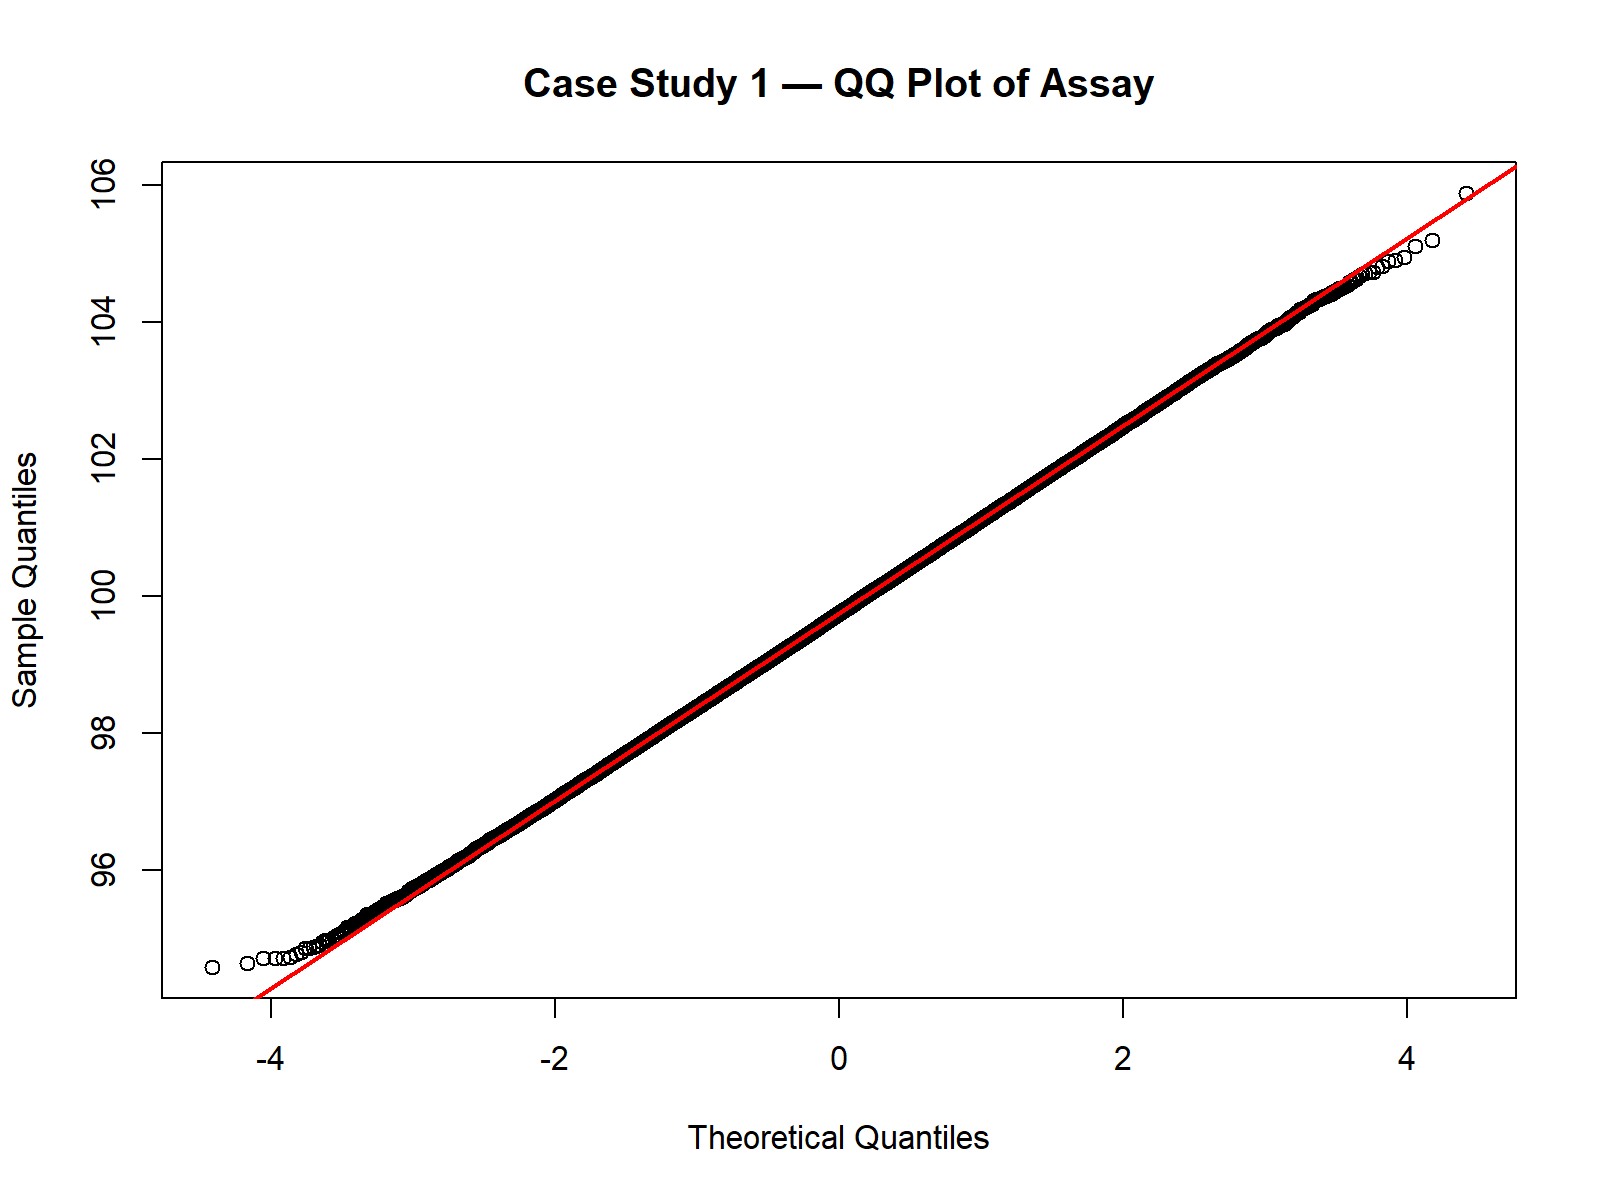 Case Study 1 — QQ Plot of Assay
106
104
102
100
98
96
Sample Quantiles
-4 -2 0 2 4
Theoretical Quantiles